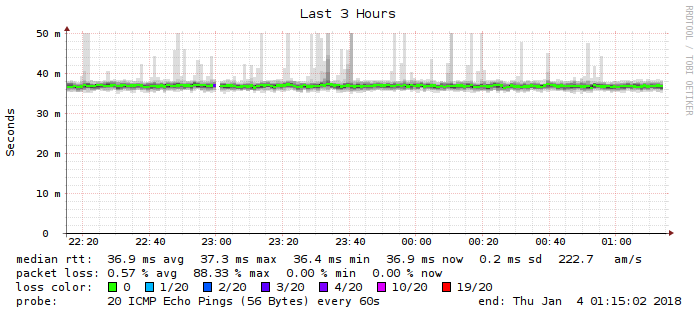 Last 3 Hours
RRDTOOL / TOBI OETIKER
50 m
40 m
30 m
20 m
10 m
0
Seconds
22:20 22:40 23:00 23:20 23:40 00:00 00:20 00:40 01:00
median rtt: 36.9 ms avg 37.3 ms max 36.4 ms min 36.9 ms now 0.2 ms sd 222.7 am/s
packet loss: 0.57 % avg 88.33 % max 0.00 % min 0.00 % now
loss color: 0 1/20 2/20 3/20 4/20 10/20 19/20
probe: 20 ICMP Echo Pings (56 Bytes) every 60s end: Thu Jan 4 01:15:02 2018